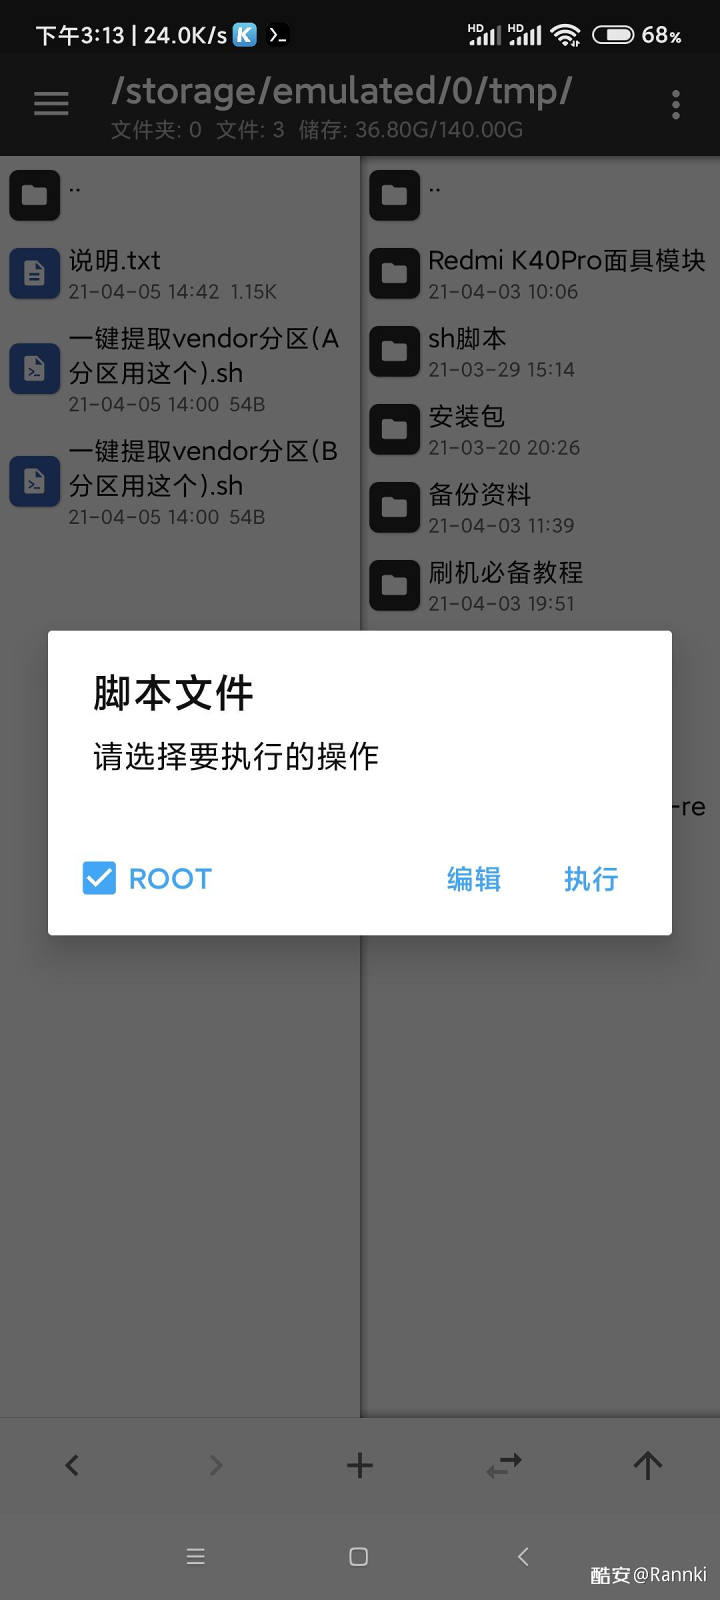 下午3:13 | 24.0K/s K >_ HD HD 68%
/storage/emulated/0/tmp/
文件夹: 0 文件: 3 储存: 36.80G/140.00G
..
说明.txt
21-04-05 14:42 1.15K
一键提取vendor分区(A
分区用这个).sh
21-04-05 14:00 54B
一键提取vendor分区(B
分区用这个).sh
21-04-05 14:00 54B
..
Redmi K40Pro面具模块
21-04-03 10:06
sh脚本
21-03-29 15:14
安装包
21-03-20 20:26
备份资料
21-04-03 11:39
刷机必备教程
21-04-03 19:51
-re
脚本文件
请选择要执行的操作
ROOT 编辑 执行
酷安@Rannki